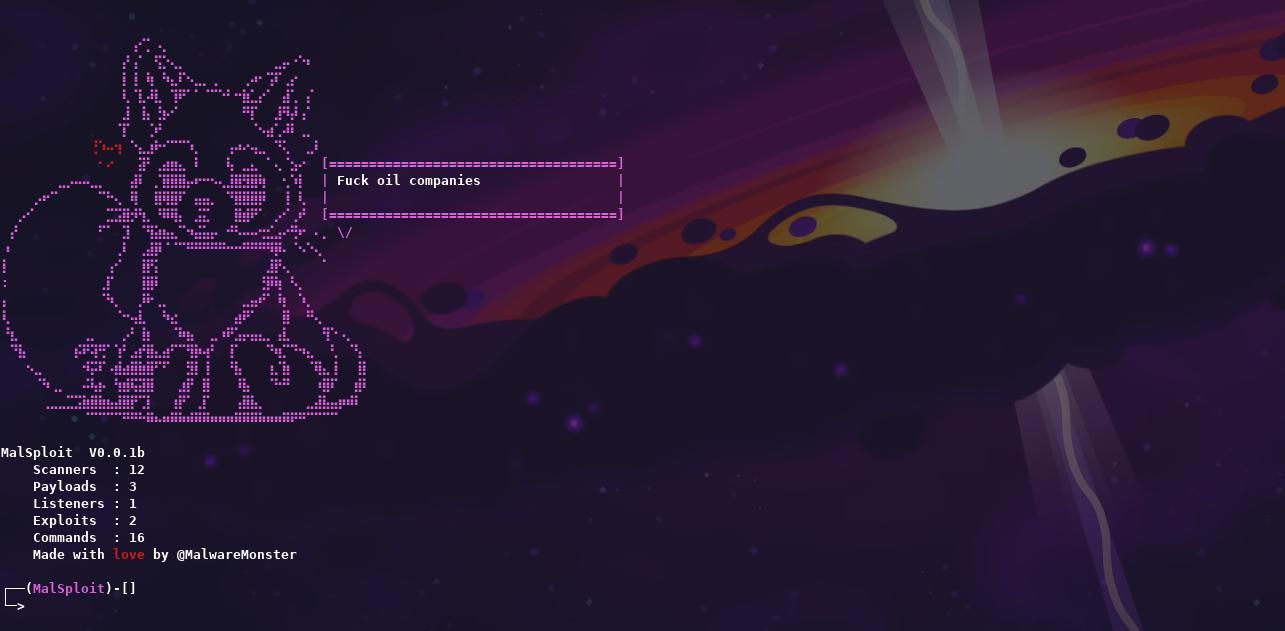 [====================================]
| Fuck oil companies                 |
|                                    |
[====================================]
\/
MalSploit  V0.0.1b
    Scanners  : 12
    Payloads  : 3
    Listeners : 1
    Exploits  : 2
    Commands  : 16
    Made with love by @MalwareMonster
┌──(MalSploit)-[]
└─>